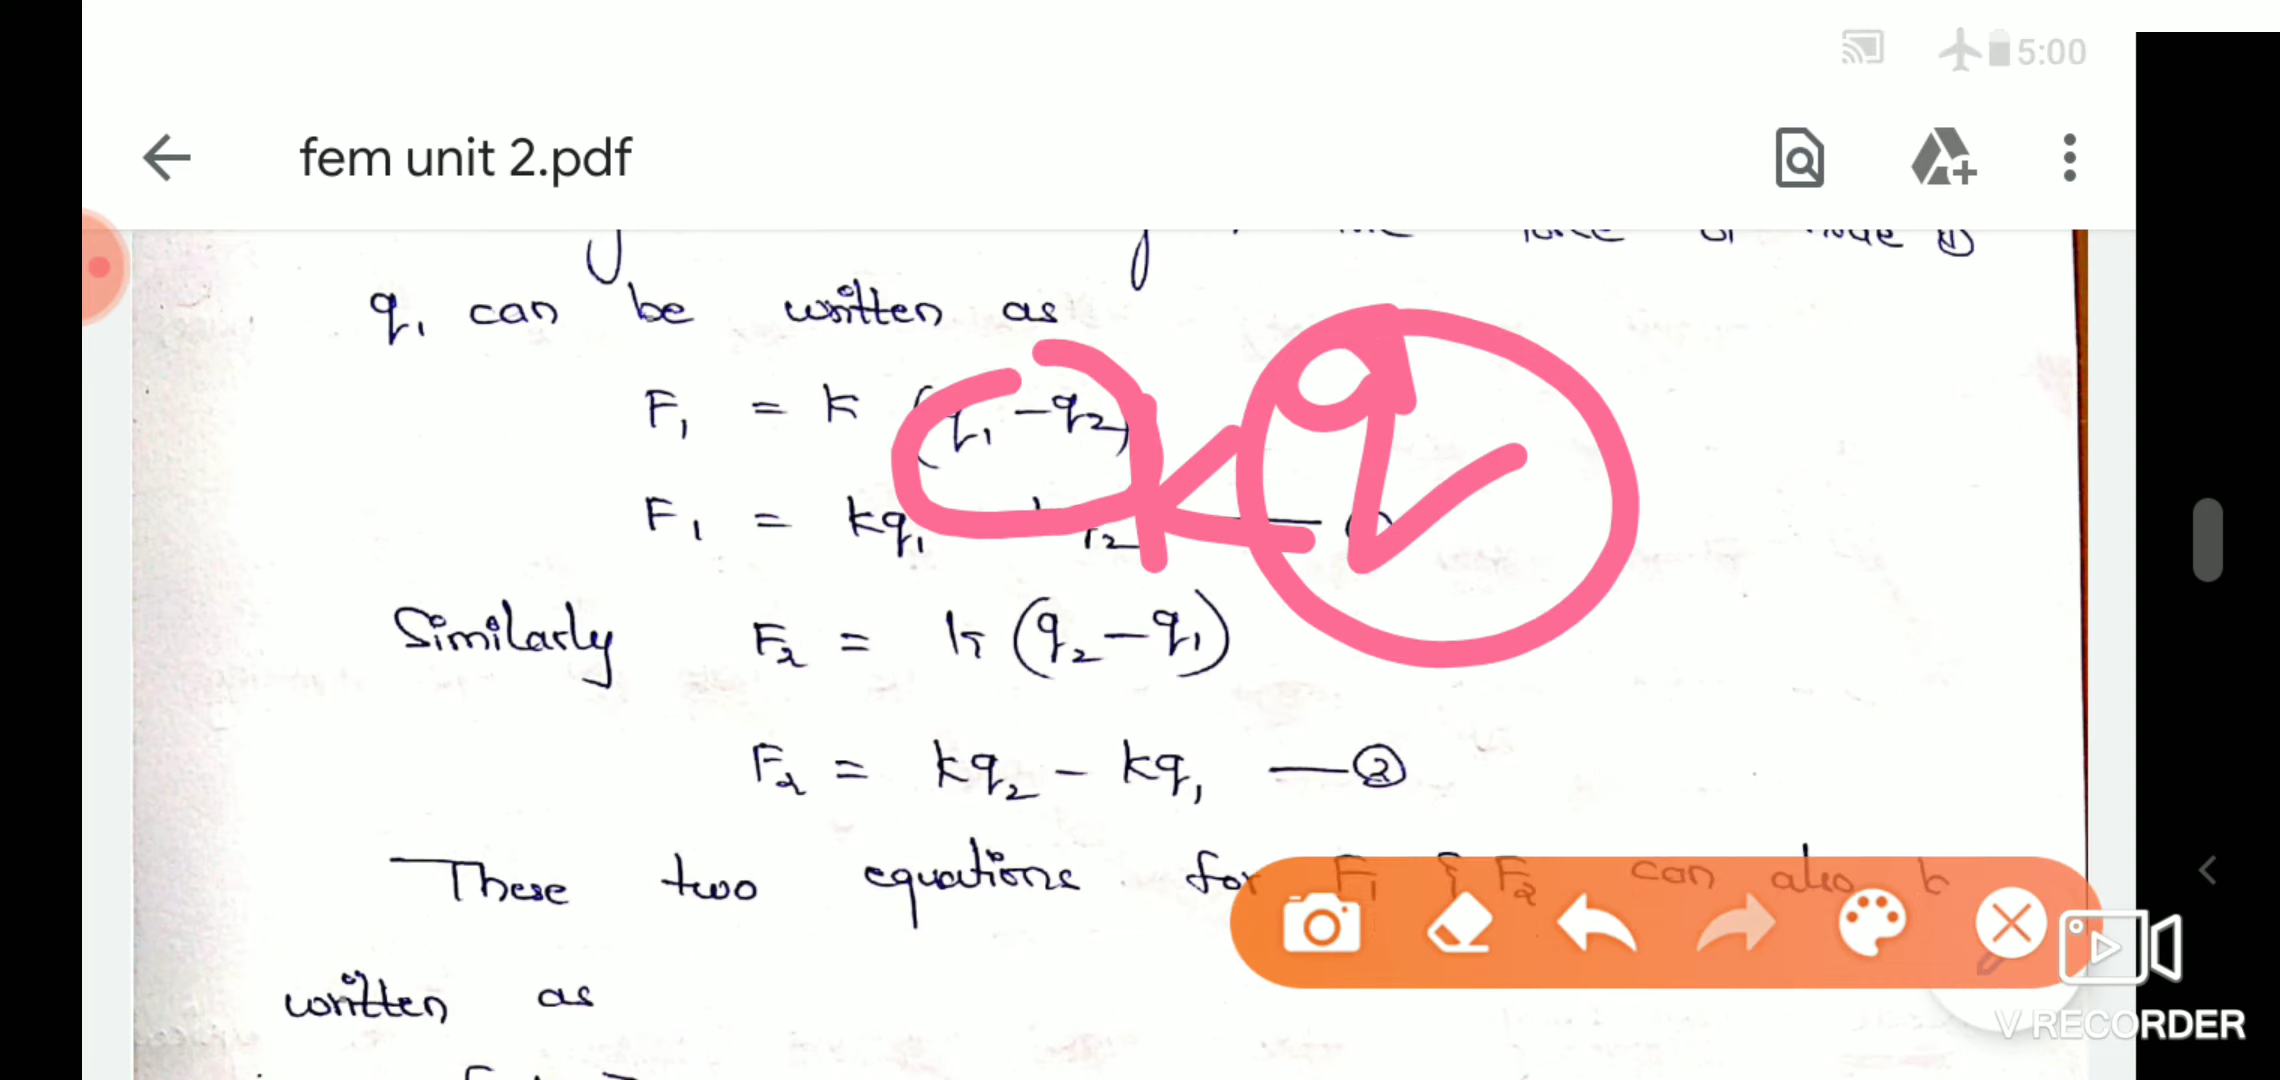 5:00
fem unit 2.pdf
q₁ can be written as
F₁ = k (q₁ - q₂)
Kq
F₁ = kq₁
Similarly F₂ = k (q₂ - q₁)
F₂ = kq₂ - kq₁ — ②
These two equations for F₁ & F₂ can also
written as
V RECORDER